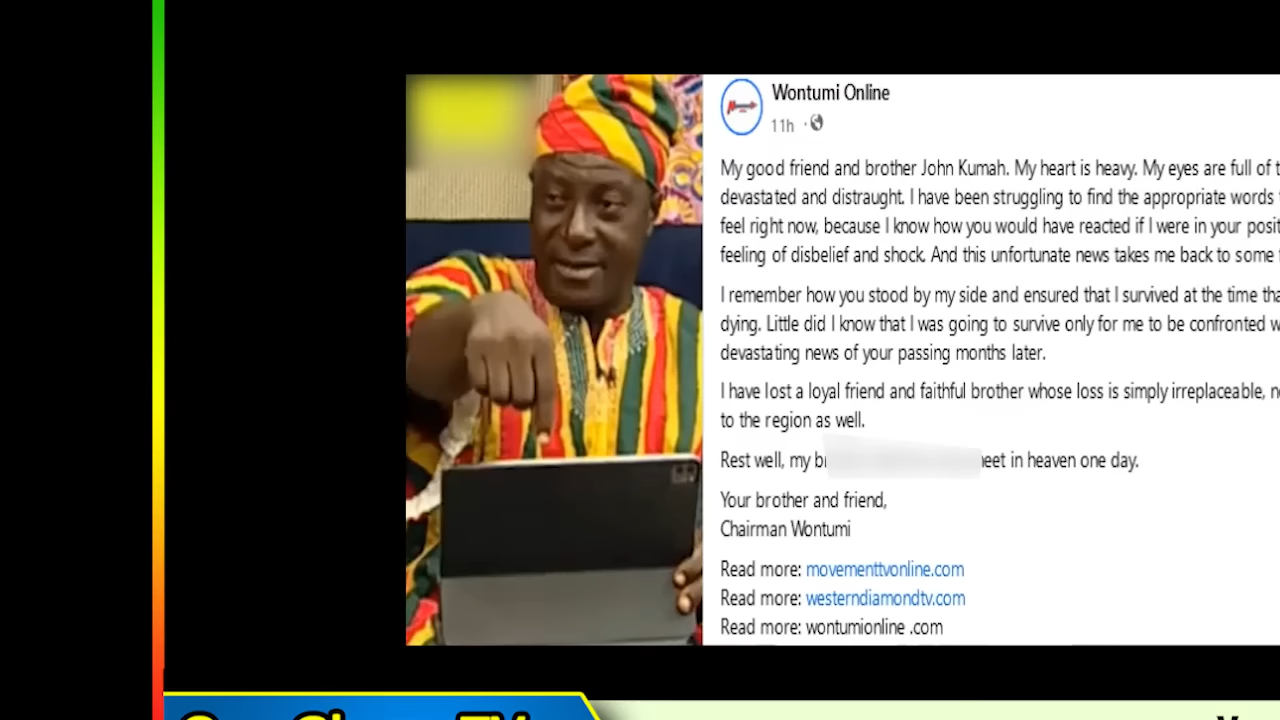 Wontumi Online
11h
My good friend and brother John Kumah. My heart is heavy. My eyes are full of
devastated and distraught. I have been struggling to find the appropriate words
feel right now, because I know how you would have reacted if I were in your
feeling of disbelief and shock. And this unfortunate news takes me back to some
I remember how you stood by my side and ensured that I survived at the time
dying. Little did I know that I was going to survive only for me to be confronted
devastating news of your passing months later.
I have lost a loyal friend and faithful brother whose loss is simply irreplaceable,
to the region as well.
Rest well, my in heaven one day.
Your brother and friend,
Chairman Wontumi
Read more: movementtvonline.com
Read more: westerndiamondtv.com
Read more: wontumionline .com